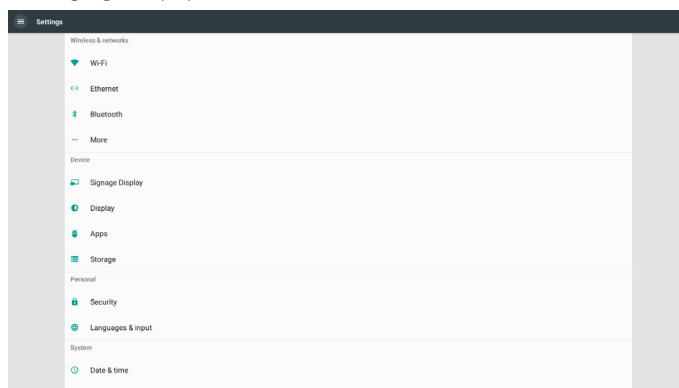 Settings
Wireless & networks
Wi-Fi
Ethernet
Bluetooth
More
Device
Signage Display
Display
Apps
Storage
Personal
Security
Languages & input
System
Date & time